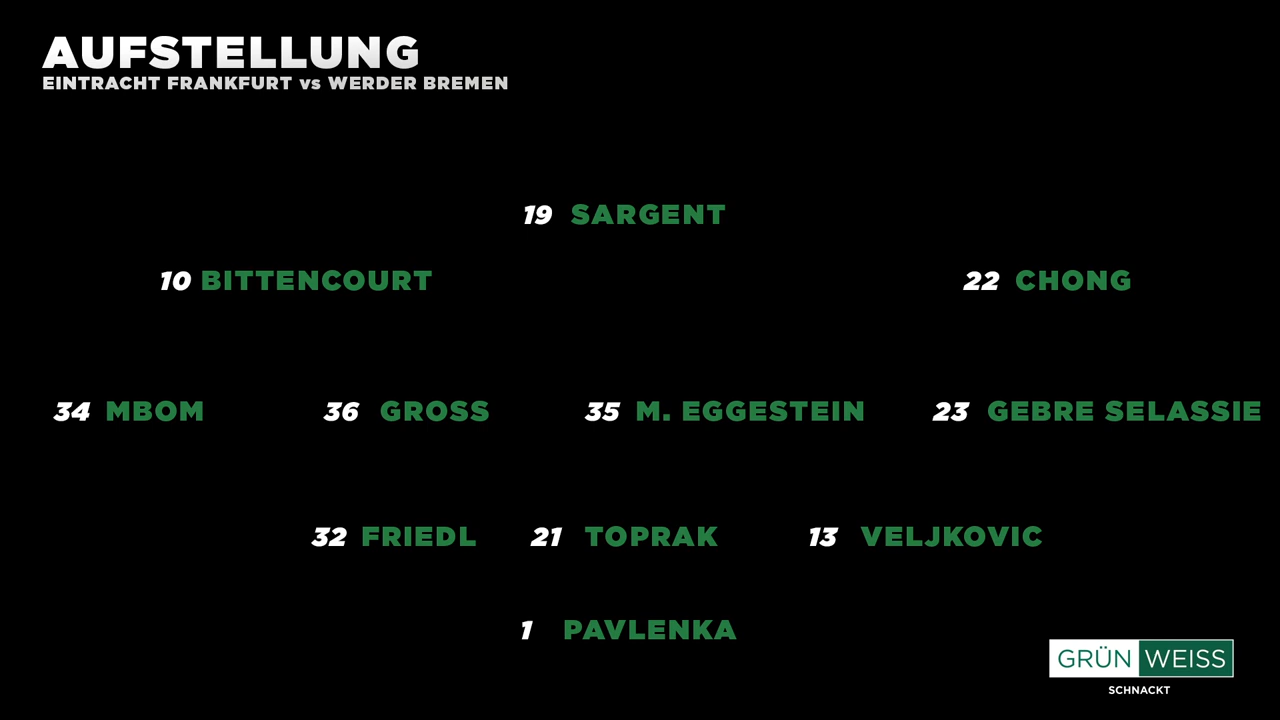 AUFSTELLUNG
EINTRACHT FRANKFURT vs WERDER BREMEN
19 SARGENT
10 BITTENCOURT 22 CHONG
34 MBOM 36 GROSS 35 M. EGGESTEIN 23 GEBRE SELASSIE
32 FRIEDL 21 TOPRAK 13 VELJKOVIC
1 PAVLENKA
GRÜN WEISS
SCHNACKT